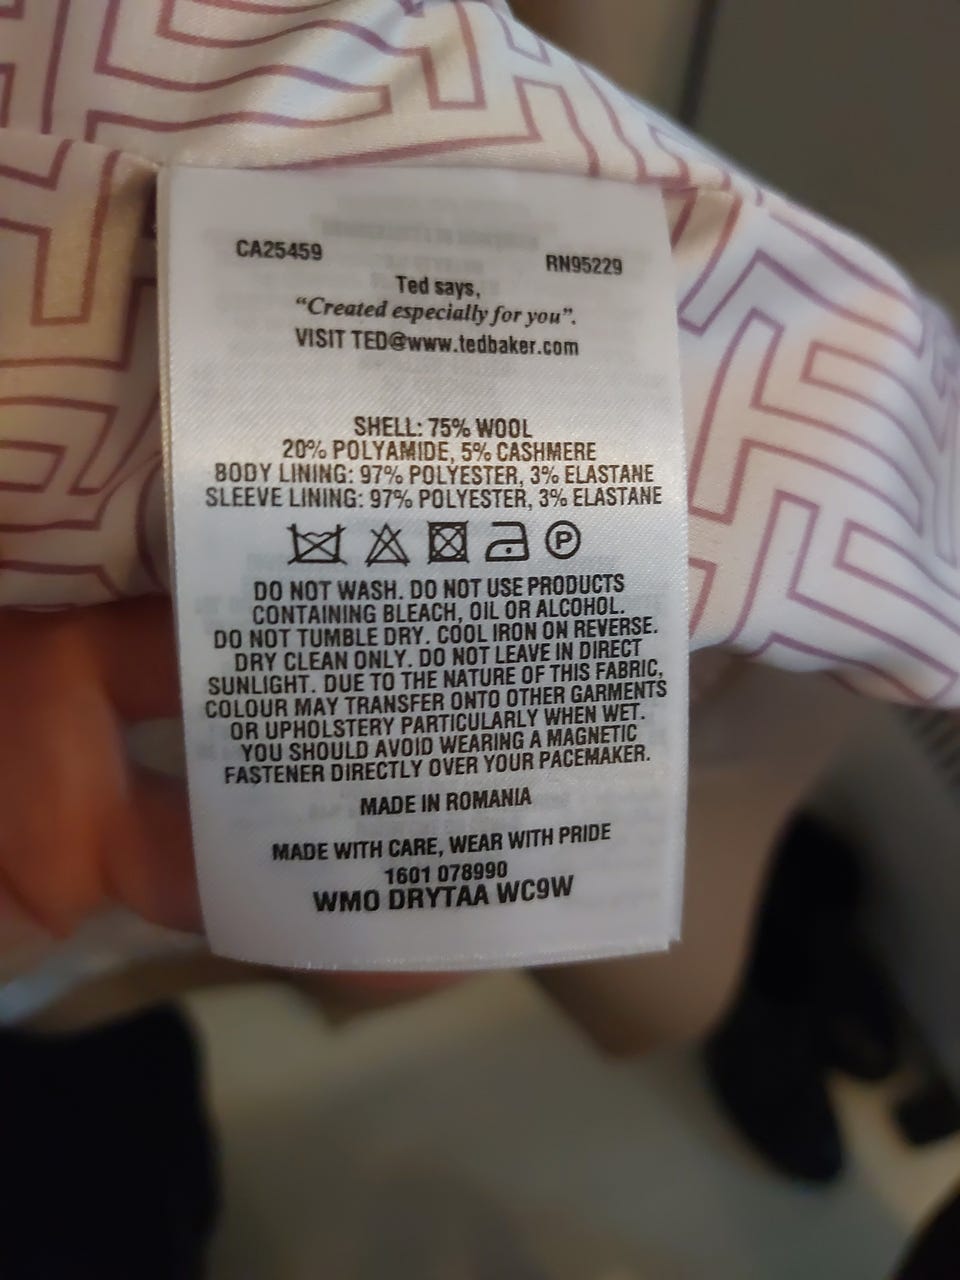 CA25459
RN95229
Ted says,
“Created especially for you”.
VISIT TED@www.tedbaker.com
SHELL: 75% WOOL
20% POLYAMIDE, 5% CASHMERE
BODY LINING: 97% POLYESTER, 3% ELASTANE
SLEEVE LINING: 97% POLYESTER, 3% ELASTANE
P
DO NOT WASH. DO NOT USE PRODUCTS
CONTAINING BLEACH, OIL OR ALCOHOL.
DO NOT TUMBLE DRY. COOL IRON ON REVERSE.
DRY CLEAN ONLY. DO NOT LEAVE IN DIRECT
SUNLIGHT. DUE TO THE NATURE OF THIS FABRIC,
COLOUR MAY TRANSFER ONTO OTHER GARMENTS
OR UPHOLSTERY PARTICULARLY WHEN WET.
YOU SHOULD AVOID WEARING A MAGNETIC
FASTENER DIRECTLY OVER YOUR PACEMAKER.
MADE IN ROMANIA
MADE WITH CARE, WEAR WITH PRIDE
1601 078990
WMO DRYTAA WC9W